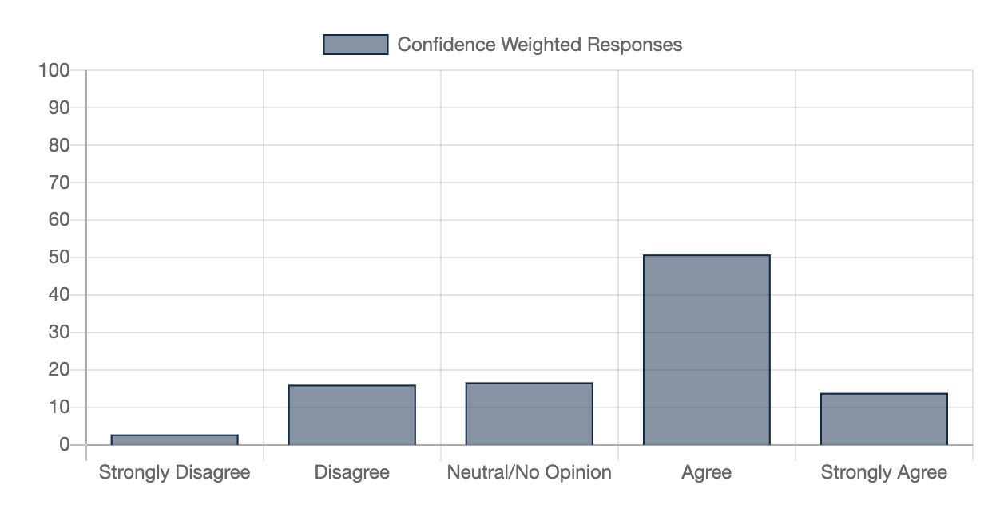 Confidence Weighted Responses
100
90
80
70
60
50
40
30
20
10
0
Strongly Disagree
Disagree
Neutral/No Opinion
Agree
Strongly Agree